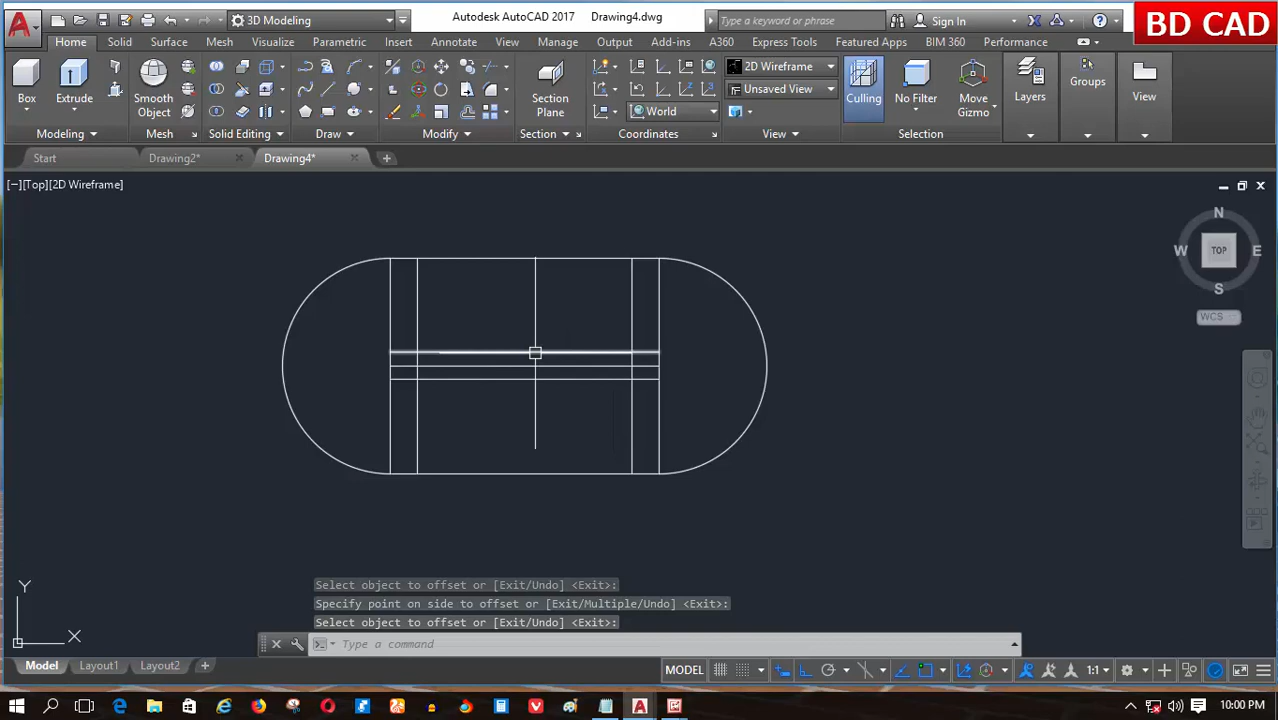 Autodesk AutoCAD 2017 Drawing4.dwg
3D Modeling
Type a keyword or phrase
Sign In
BD CAD
Home Solid Surface Mesh Visualize Parametric Insert Annotate View Manage Output Add-ins A360 Express Tools Featured Apps BIM 360 Performance
2D Wireframe
Unsaved View
World
Box Extrude Smooth Object Section Plane Culling No Filter Move Gizmo Layers Groups View
Modeling Mesh Solid Editing Draw Modify Section Coordinates View Selection
Start Drawing2* Drawing4*
[−][Top][2D Wireframe]
N
W TOP E
S
WCS
Y
X
Select object to offset or [Exit/Undo] <Exit>:
Specify point on side to offset or [Exit/Multiple/Undo] <Exit>:
Select object to offset or [Exit/Undo] <Exit>:
Type a command
Model Layout1 Layout2
MODEL 1:1
10:00 PM